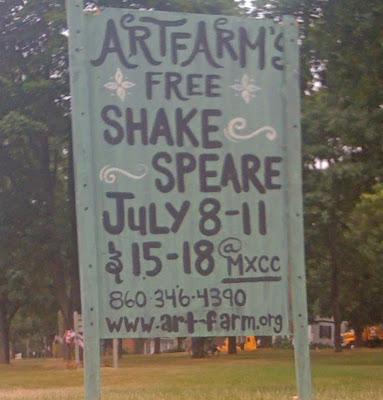 ARTFARM'S
FREE
SHAKE
SPEARE
JULY 8-11
& 15-18 @ MXCC
860-346-4390
www.art-farm.org